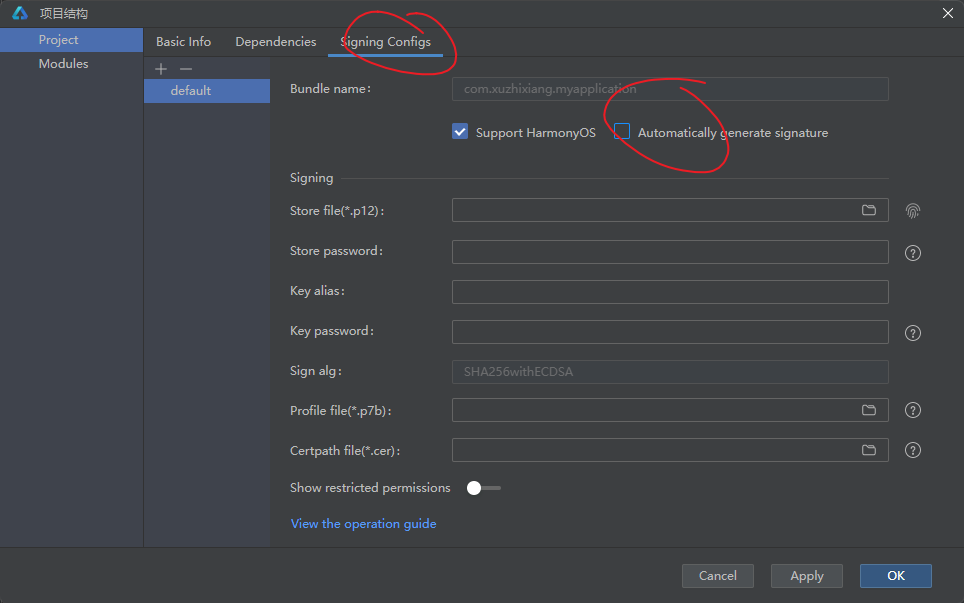 项目结构
Project
Modules
Basic Info Dependencies Signing Configs
default
Bundle name: com.xuzhixiang.myapplication
Support HarmonyOS Automatically generate signature
Signing
Store file(*.p12):
Store password:
Key alias:
Key password:
Sign alg: SHA256withECDSA
Profile file(*.p7b):
Certpath file(*.cer):
Show restricted permissions
View the operation guide
Cancel Apply OK